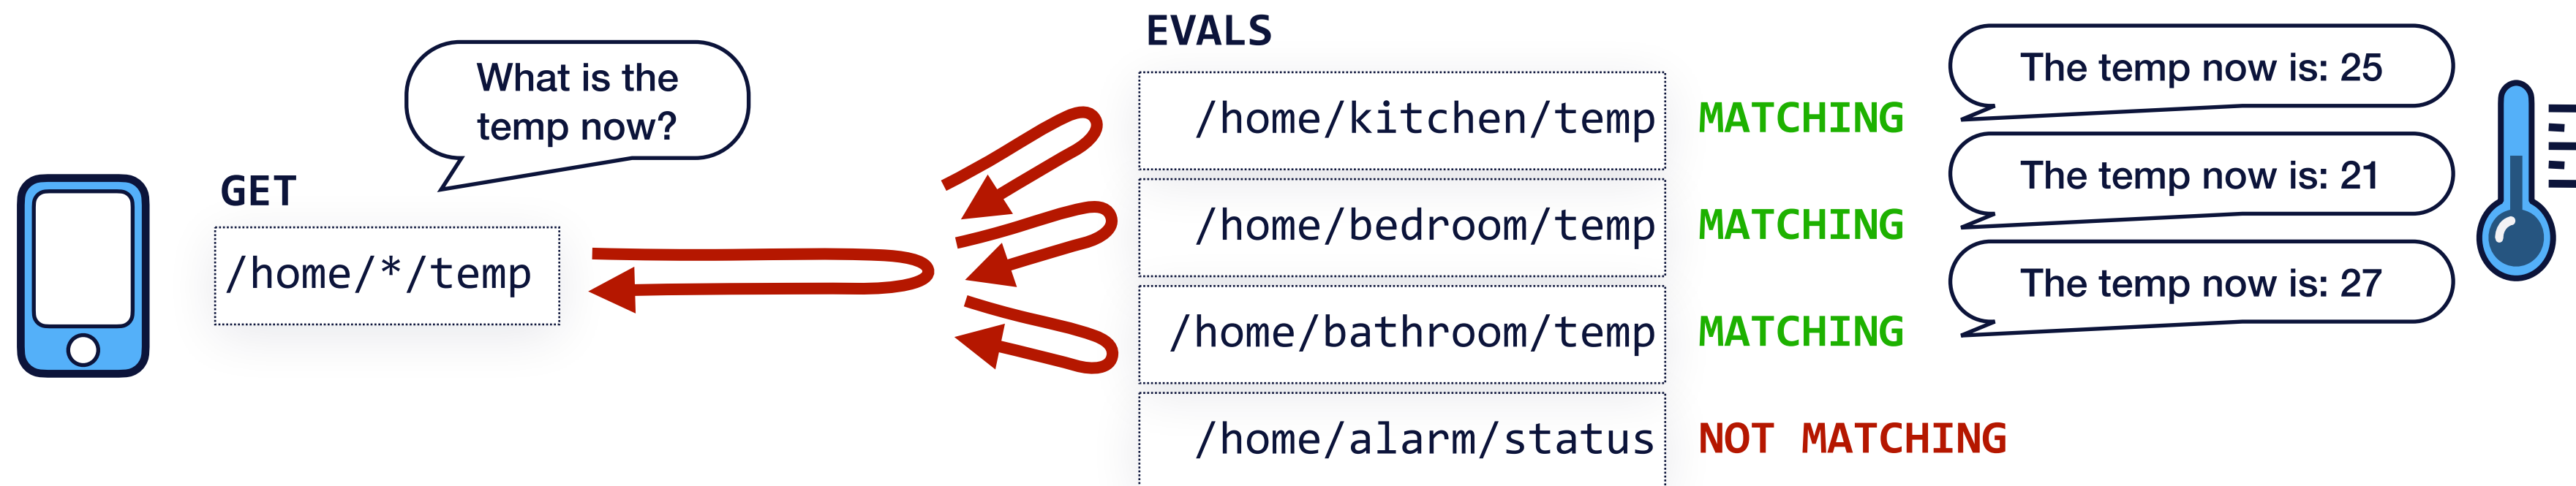 What is the
temp now?
GET
/home/*/temp
EVALS
/home/kitchen/temp
MATCHING
The temp now is: 25
/home/bedroom/temp
MATCHING
The temp now is: 21
/home/bathroom/temp
MATCHING
The temp now is: 27
/home/alarm/status
NOT MATCHING